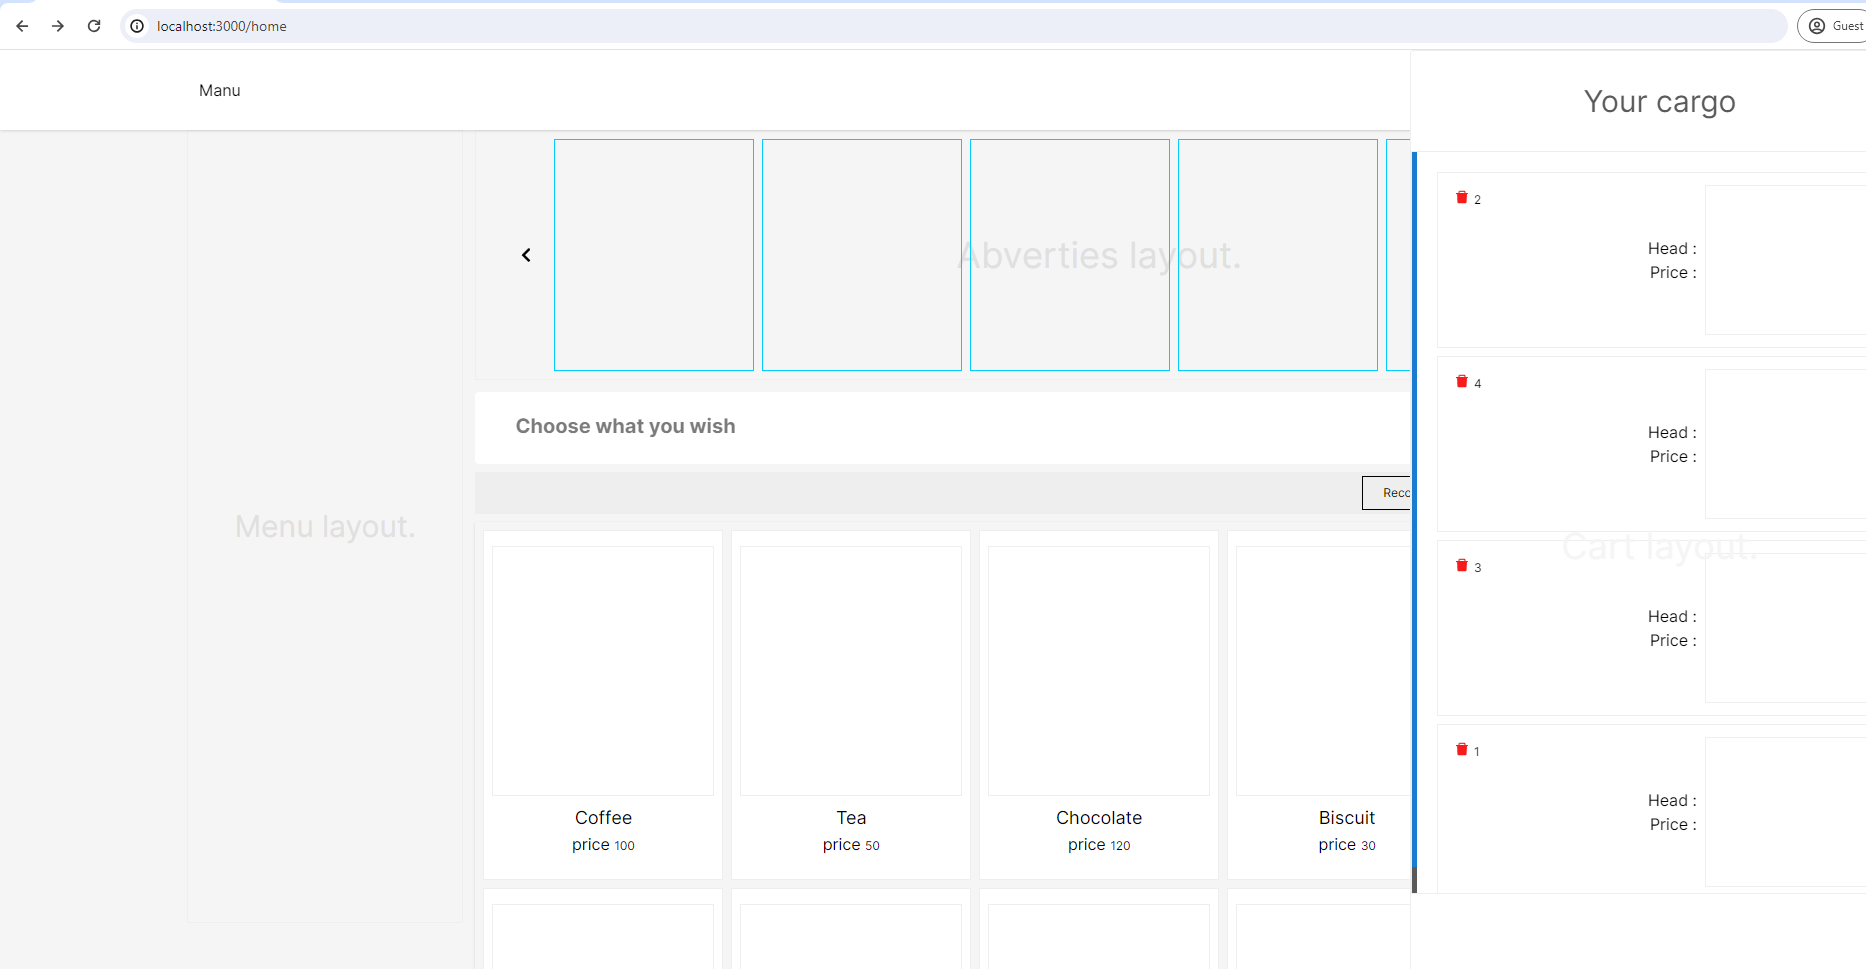 localhost:3000/home
Guest
Manu
Your cargo
Abverties layout.
Choose what you wish
Reco
Menu layout.
Coffee
price 100
Tea
price 50
Chocolate
price 120
Biscuit
price 30
2
Head :
Price :
4
Head :
Price :
Cart layout.
3
Head :
Price :
1
Head :
Price :